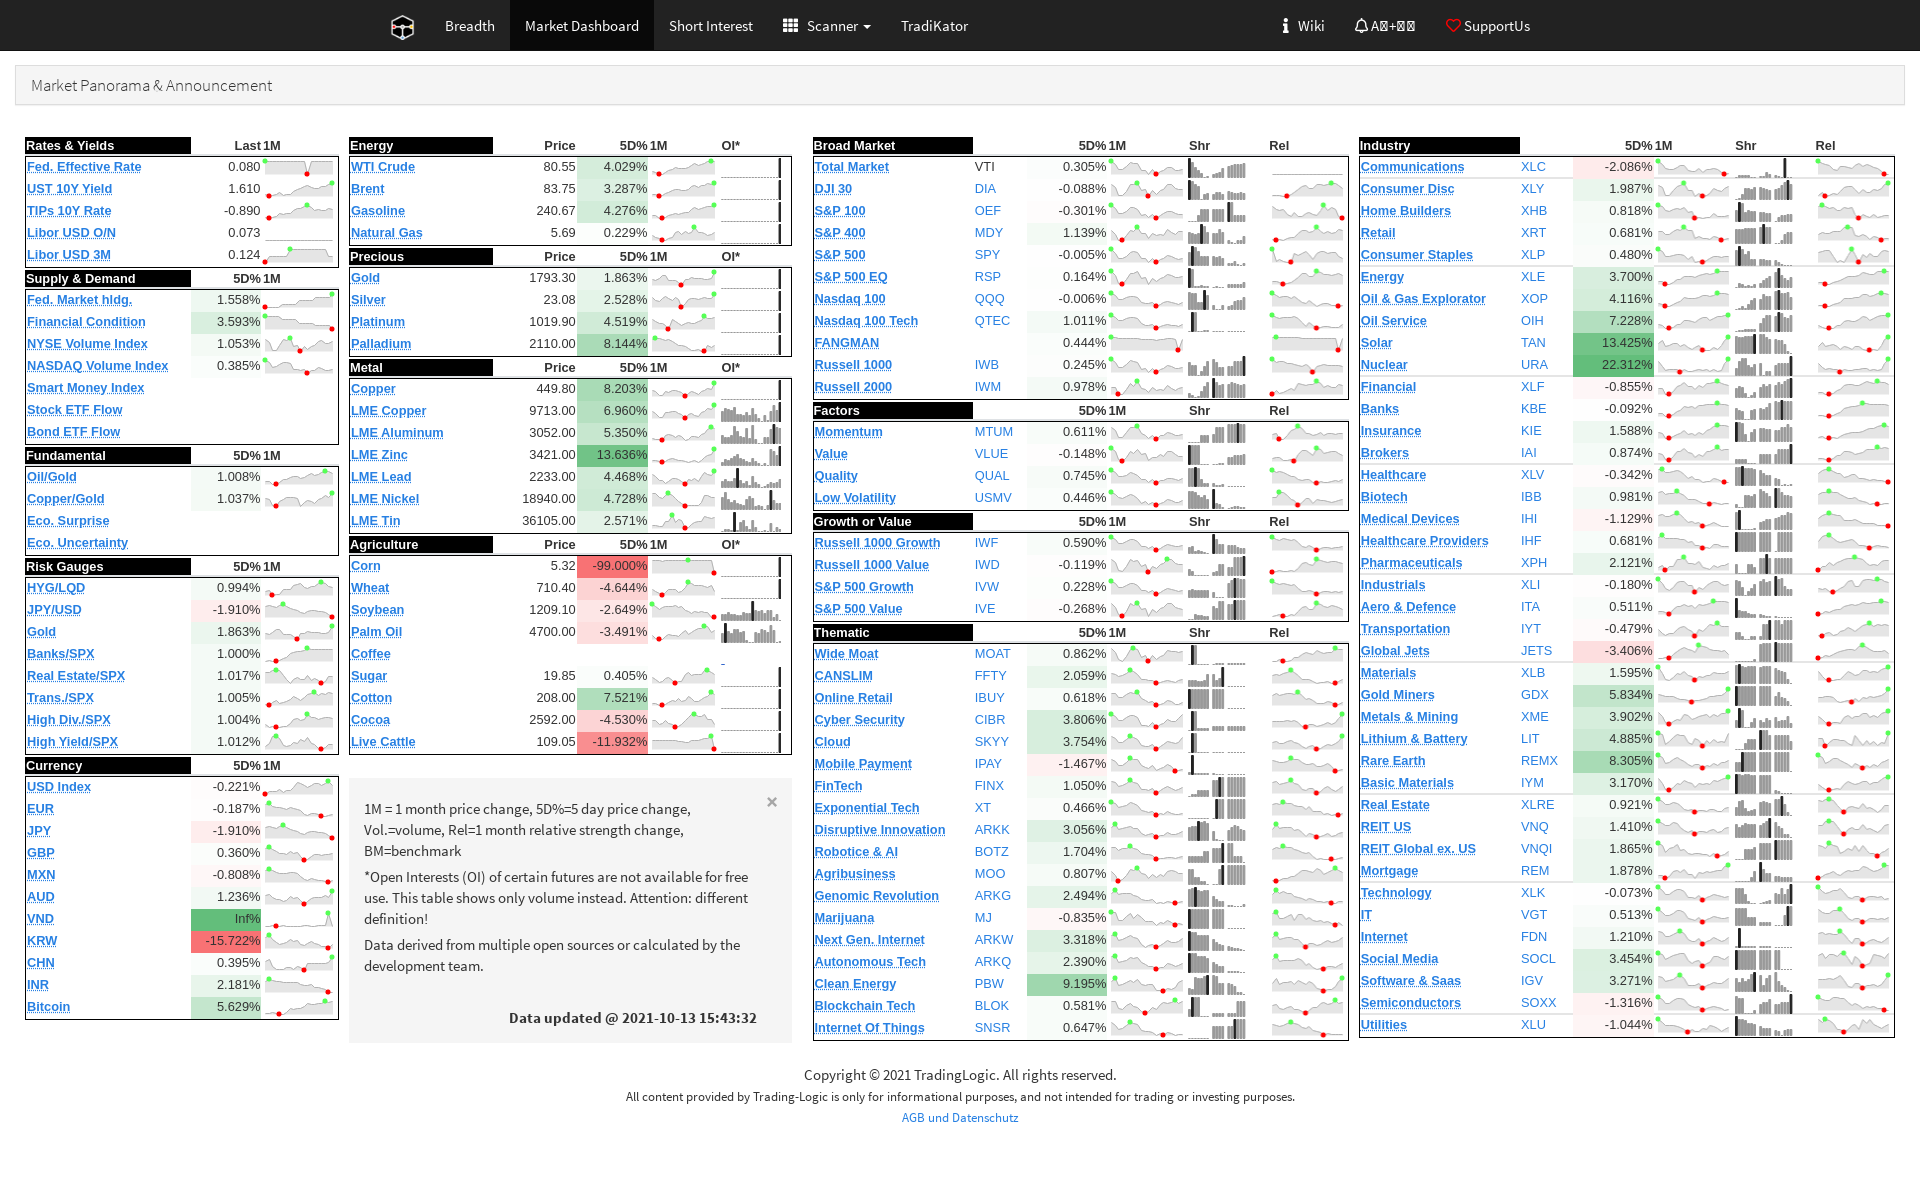 Breadth Market Dashboard Short Interest Scanner TradiKator Wiki SupportUs
Market Panorama & Announcement
Rates & Yields Last 1M
Fed. Effective Rate 0.080
UST 10Y Yield 1.610
TIPs 10Y Rate -0.890
Libor USD O/N 0.073
Libor USD 3M 0.124
Supply & Demand 5D% 1M
Fed. Market hldg. 1.558%
Financial Condition 3.593%
NYSE Volume Index 1.053%
NASDAQ Volume Index 0.385%
Smart Money Index
Stock ETF Flow
Bond ETF Flow
Fundamental 5D% 1M
Oil/Gold 1.008%
Copper/Gold 1.037%
Eco. Surprise
Eco. Uncertainty
Risk Gauges 5D% 1M
HYG/LQD 0.994%
JPY/USD -1.910%
Gold 1.863%
Banks/SPX 1.000%
Real Estate/SPX 1.017%
Trans./SPX 1.005%
High Div./SPX 1.004%
High Yield/SPX 1.012%
Currency 5D% 1M
USD Index -0.221%
EUR -0.187%
JPY -1.910%
GBP 0.360%
MXN -0.808%
AUD 1.236%
VND Inf%
KRW -15.722%
CHN 0.395%
INR 2.181%
Bitcoin 5.629%
Energy Price 5D% 1M OI*
WTI Crude 80.55 4.029%
Brent 83.75 3.287%
Gasoline 240.67 4.276%
Natural Gas 5.69 0.229%
Precious Price 5D% 1M OI*
Gold 1793.30 1.863%
Silver 23.08 2.528%
Platinum 1019.90 4.519%
Palladium 2110.00 8.144%
Metal Price 5D% 1M OI*
Copper 449.80 8.203%
LME Copper 9713.00 6.960%
LME Aluminum 3052.00 5.350%
LME Zinc 3421.00 13.636%
LME Lead 2233.00 4.468%
LME Nickel 18940.00 4.728%
LME Tin 36105.00 2.571%
Agriculture Price 5D% 1M OI*
Corn 5.32 -99.000%
Wheat 710.40 -4.644%
Soybean 1209.10 -2.649%
Palm Oil 4700.00 -3.491%
Coffee
Sugar 19.85 0.405%
Cotton 208.00 7.521%
Cocoa 2592.00 -4.530%
Live Cattle 109.05 -11.932%
×
1M = 1 month price change, 5D%=5 day price change,
Vol.=volume, Rel=1 month relative strength change,
BM=benchmark
*Open Interests (OI) of certain futures are not available for free
use. This table shows only volume instead. Attention: different
definition!
Data derived from multiple open sources or calculated by the
development team.
Data updated @ 2021-10-13 15:43:32
Broad Market 5D% 1M Shr Rel
Total Market VTI 0.305%
DJI 30 DIA -0.088%
S&P 100 OEF -0.301%
S&P 400 MDY 1.139%
S&P 500 SPY -0.005%
S&P 500 EQ RSP 0.164%
Nasdaq 100 QQQ -0.006%
Nasdaq 100 Tech QTEC 1.011%
FANGMAN 0.444%
Russell 1000 IWB 0.245%
Russell 2000 IWM 0.978%
Factors 5D% 1M Shr Rel
Momentum MTUM 0.611%
Value VLUE -0.148%
Quality QUAL 0.745%
Low Volatility USMV 0.446%
Growth or Value 5D% 1M Shr Rel
Russell 1000 Growth IWF 0.590%
Russell 1000 Value IWD -0.119%
S&P 500 Growth IVW 0.228%
S&P 500 Value IVE -0.268%
Thematic 5D% 1M Shr Rel
Wide Moat MOAT 0.862%
CANSLIM FFTY 2.059%
Online Retail IBUY 0.618%
Cyber Security CIBR 3.806%
Cloud SKYY 3.754%
Mobile Payment IPAY -1.467%
FinTech FINX 1.050%
Exponential Tech XT 0.466%
Disruptive Innovation ARKK 3.056%
Robotice & AI BOTZ 1.704%
Agribusiness MOO 0.807%
Genomic Revolution ARKG 2.494%
Marijuana MJ -0.835%
Next Gen. Internet ARKW 3.318%
Autonomous Tech ARKQ 2.390%
Clean Energy PBW 9.195%
Blockchain Tech BLOK 0.581%
Internet Of Things SNSR 0.647%
Industry 5D% 1M Shr Rel
Communications XLC -2.086%
Consumer Disc XLY 1.987%
Home Builders XHB 0.818%
Retail XRT 0.681%
Consumer Staples XLP 0.480%
Energy XLE 3.700%
Oil & Gas Explorator XOP 4.116%
Oil Service OIH 7.228%
Solar TAN 13.425%
Nuclear URA 22.312%
Financial XLF -0.855%
Banks KBE -0.092%
Insurance KIE 1.588%
Brokers IAI 0.874%
Healthcare XLV -0.342%
Biotech IBB 0.981%
Medical Devices IHI -1.129%
Healthcare Providers IHF 0.681%
Pharmaceuticals XPH 2.121%
Industrials XLI -0.180%
Aero & Defence ITA 0.511%
Transportation IYT -0.479%
Global Jets JETS -3.406%
Materials XLB 1.595%
Gold Miners GDX 5.834%
Metals & Mining XME 3.902%
Lithium & Battery LIT 4.885%
Rare Earth REMX 8.305%
Basic Materials IYM 3.170%
Real Estate XLRE 0.921%
REIT US VNQ 1.410%
REIT Global ex. US VNQI 1.865%
Mortgage REM 1.878%
Technology XLK -0.073%
IT VGT 0.513%
Internet FDN 1.210%
Social Media SOCL 3.454%
Software & Saas IGV 3.271%
Semiconductors SOXX -1.316%
Utilities XLU -1.044%
Copyright © 2021 TradingLogic. All rights reserved.
All content provided by Trading-Logic is only for informational purposes, and not intended for trading or investing purposes.
AGB und Datenschutz